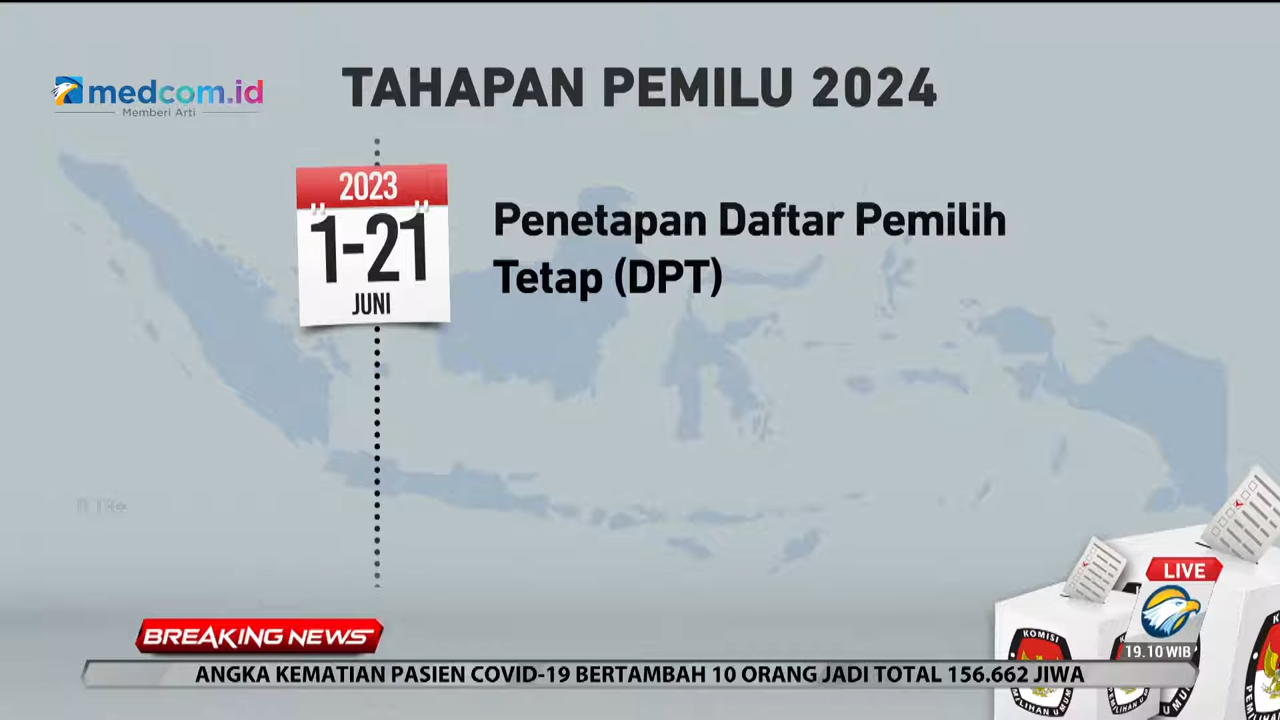 medcom.id
Memberi Arti
TAHAPAN PEMILU 2024
2023
1-21
JUNI
Penetapan Daftar Pemilih
Tetap (DPT)
LIVE
19.10 WIB
BREAKING NEWS
ANGKA KEMATIAN PASIEN COVID-19 BERTAMBAH 10 ORANG JADI TOTAL 156.662 JIWA
KOMISI